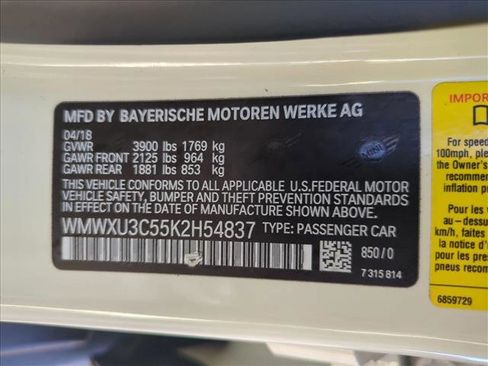 MFD BY BAYERISCHE MOTOREN WERKE AG
04/18
GVWR 3900 lbs 1769 kg
GAWR FRONT 2125 lbs 964 kg
GAWR REAR 1881 lbs 853 kg
THIS VEHICLE CONFORMS TO ALL APPLICABLE U.S.FEDERAL MOTOR
VEHICLE SAFETY, BUMPER, AND THEFT PREVENTION STANDARDS
IN EFFECT ON THE DATE OF MANUFACTURE SHOWN ABOVE.
WMWXU3C55K2H54837 TYPE: PASSENGER CAR
850/0
7 315 814
IMPOR
For speed
100mph, ple
the Owner's
recommen
inflation p
Pour les
au-dessu
km/h, faites
la notice d
pneus recom
6859729